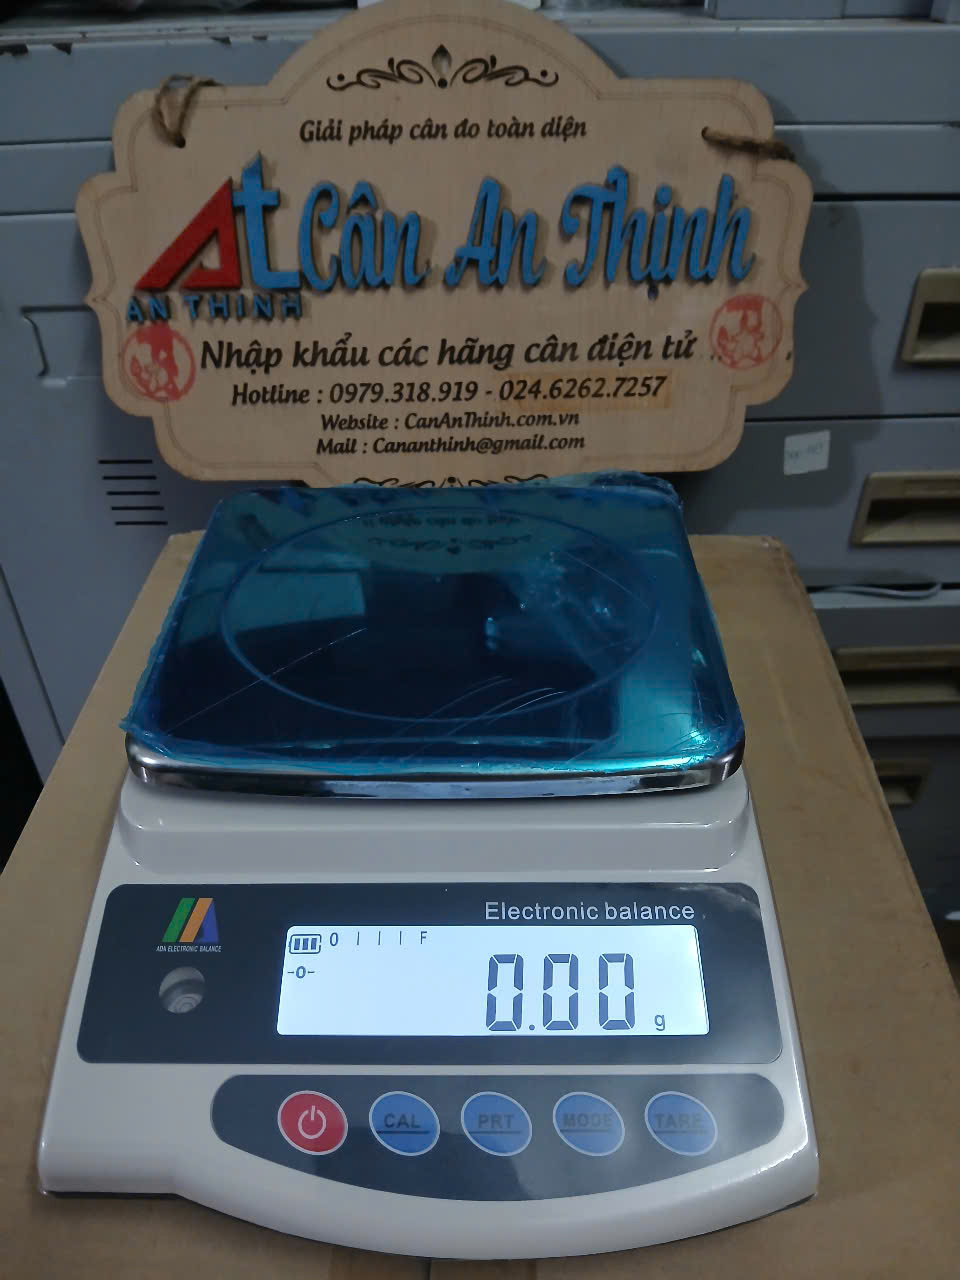 Giải pháp cân đo toàn diện
At Cân An Thịnh
AN THINH
Nhập khẩu các hãng cân điện tử
Hotline : 0979.318.919 - 024.6262.7257
Website : CanAnThinh.com.vn
Mail : Cananthinh@gmail.com
Electronic balance
ADA ELECTRONIC BALANCE
0 F
-0-
0.00 g
CAL PRT MODE TARE